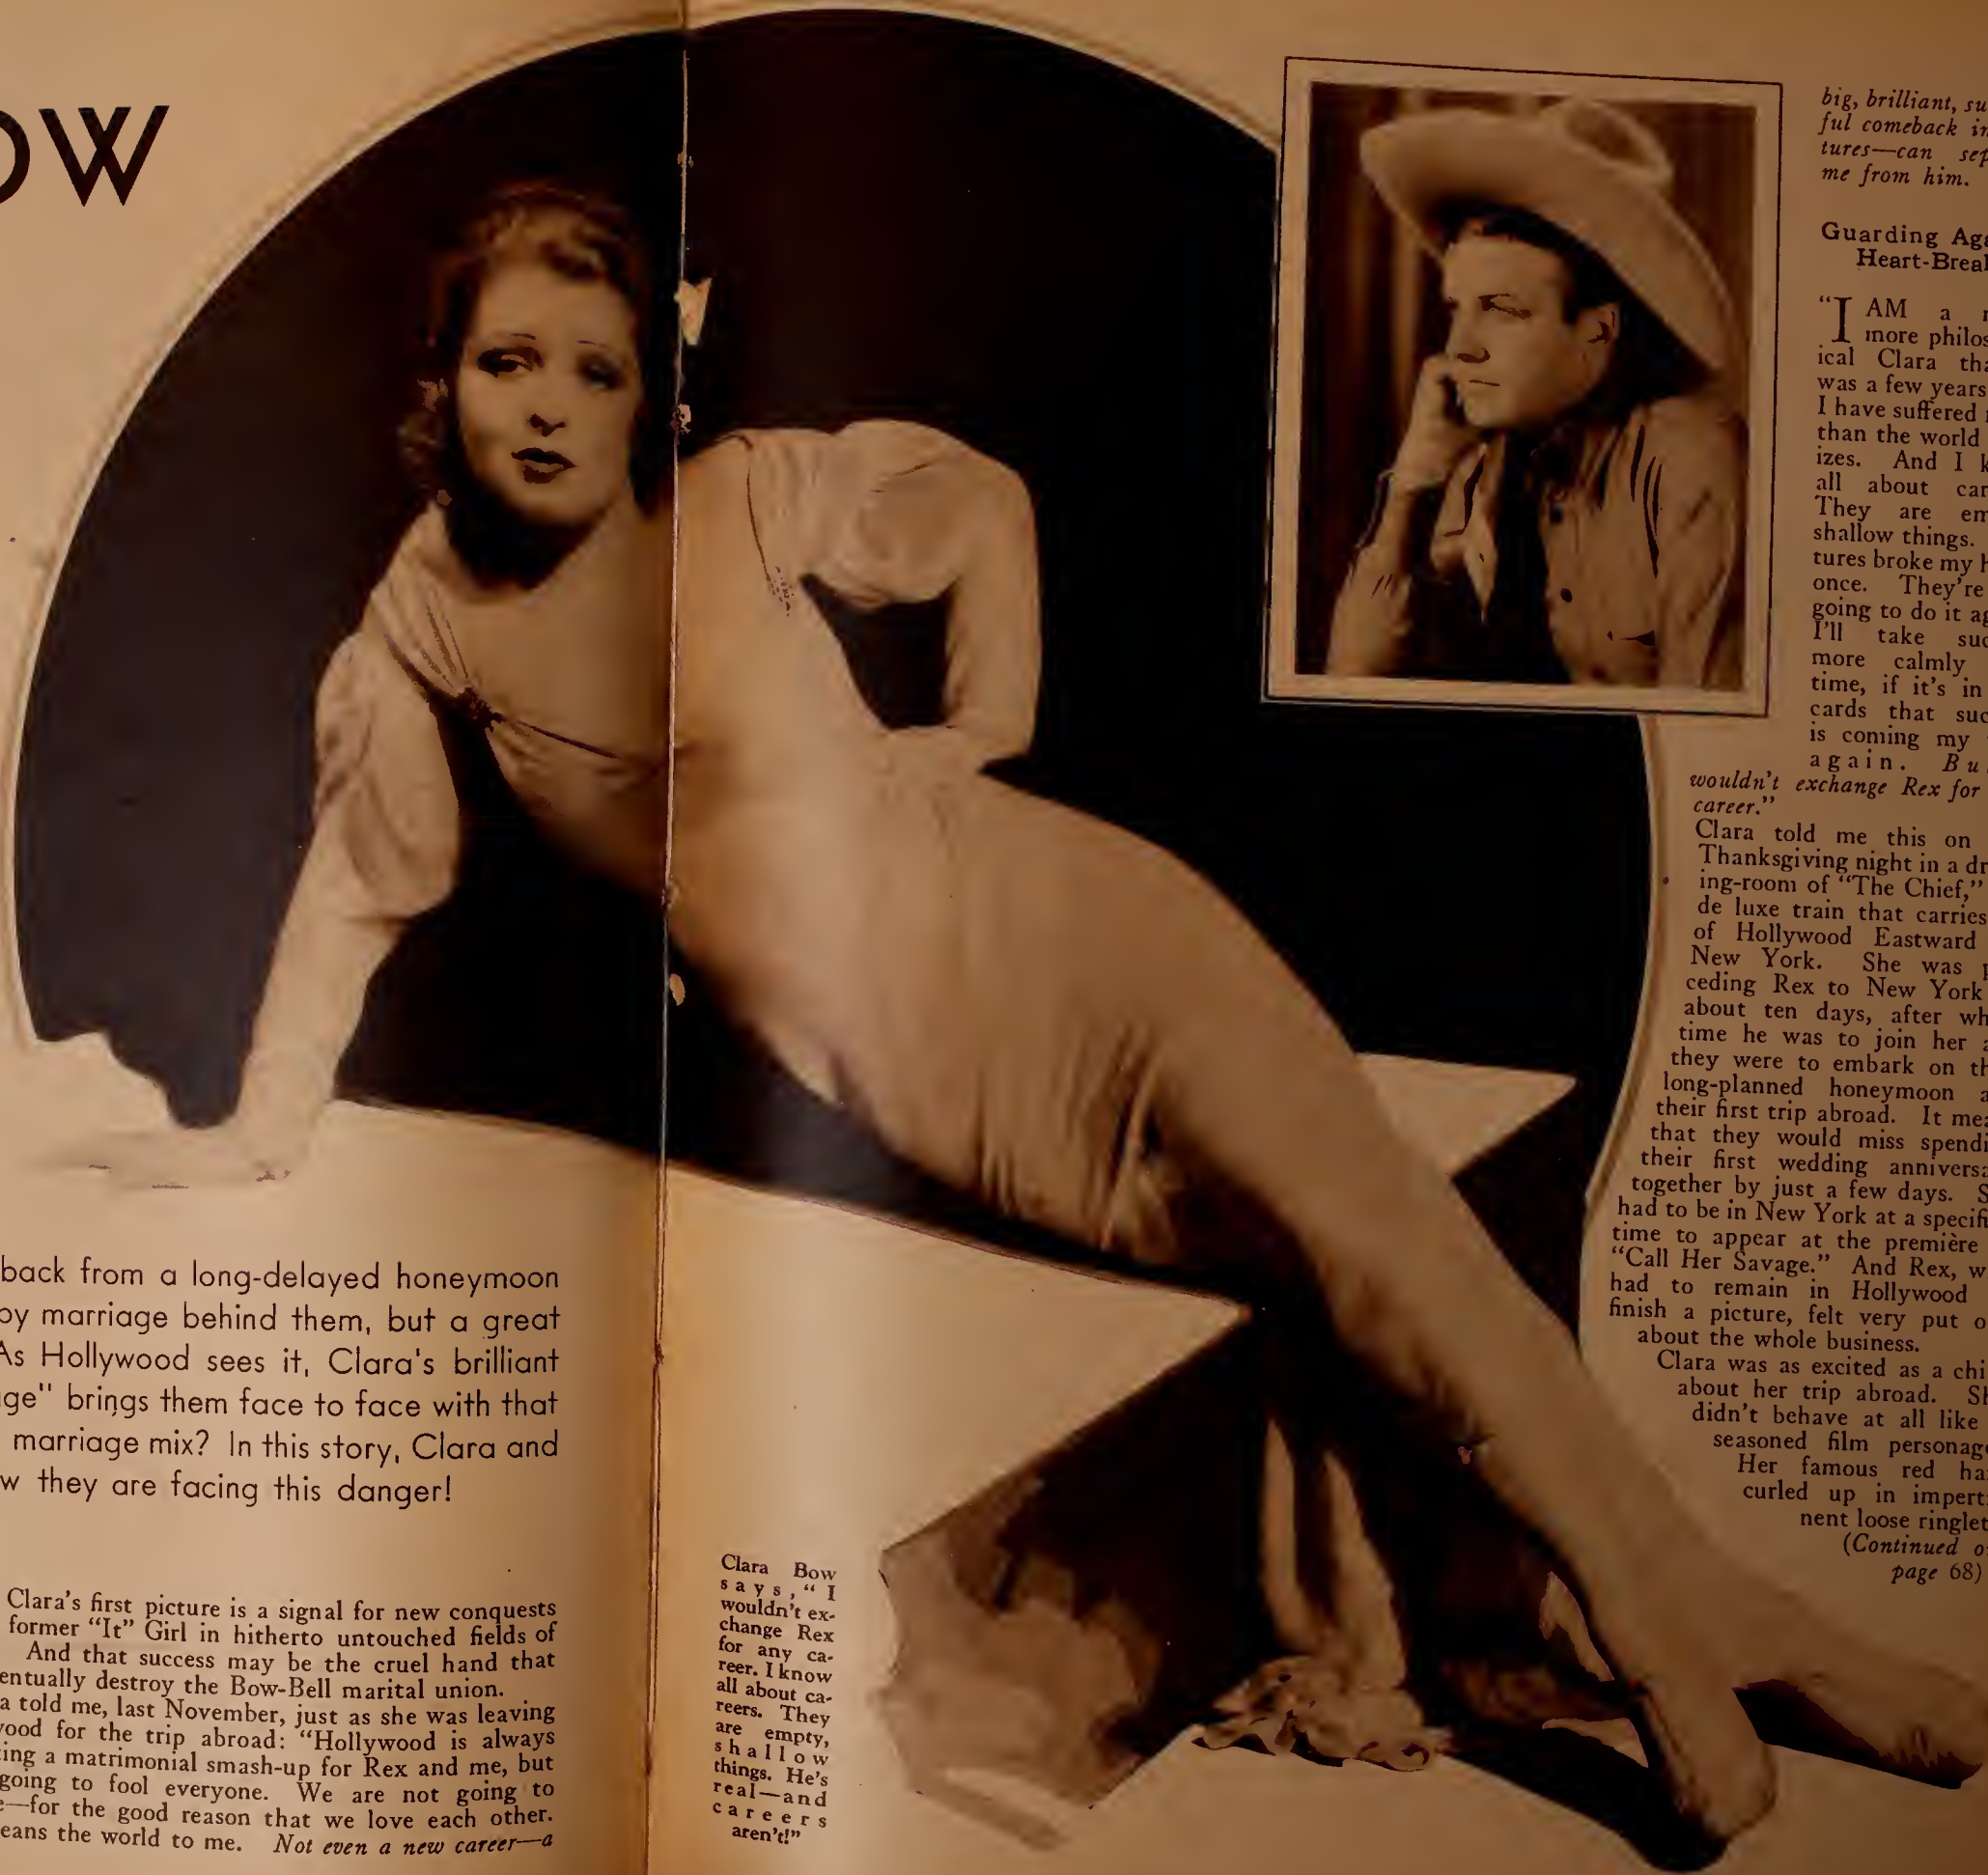 OW
back from a long-delayed honeymoon
by marriage behind them, but a great
As Hollywood sees it, Clara's brilliant
ge" brings them face to face with that
marriage mix? In this story, Clara and
w they are facing this danger!
Clara's first picture is a signal for new conquests
former "It" Girl in hitherto untouched fields of
And that success may be the cruel hand that
entually destroy the Bow-Bell marital union.
a told me, last November, just as she was leaving
wood for the trip abroad: "Hollywood is always
ting a matrimonial smash-up for Rex and me, but
going to fool everyone. We are not going to
e—for the good reason that we love each other.
eans the world to me. Not even a new career—a
Clara Bow
says, "I
wouldn't ex-
change Rex
for any ca-
reer. I know
all about ca-
reers. They
are empty,
shallow
things. He's
real—and
careers
aren't!"
big, brilliant, su
ful comeback in
tures—can sep
me from him.
Guarding Aga
Heart-Break
"I AM a m
more philos
ical Clara tha
was a few years
I have suffered m
than the world
izes. And I k
all about car
They are em
shallow things.
tures broke my h
once. They're
going to do it ag
I'll take suc
more calmly
time, if it's in
cards that suc
is coming my
again. Bu
wouldn't exchange Rex for
career."
Clara told me this on
Thanksgiving night in a dr
ing-room of "The Chief,"
de luxe train that carries
of Hollywood Eastward
New York. She was p
ceding Rex to New York
about ten days, after wh
time he was to join her a
they were to embark on th
long-planned honeymoon a
their first trip abroad. It mea
that they would miss spendi
their first wedding anniversa
together by just a few days. S
had to be in New York at a specifi
time to appear at the première
"Call Her Savage." And Rex, w
had to remain in Hollywood
finish a picture, felt very put o
about the whole business.
Clara was as excited as a chi
about her trip abroad. Sh
didn't behave at all like
seasoned film personage
Her famous red hai
curled up in imperti
nent loose ringlet
(Continued on
page 68)